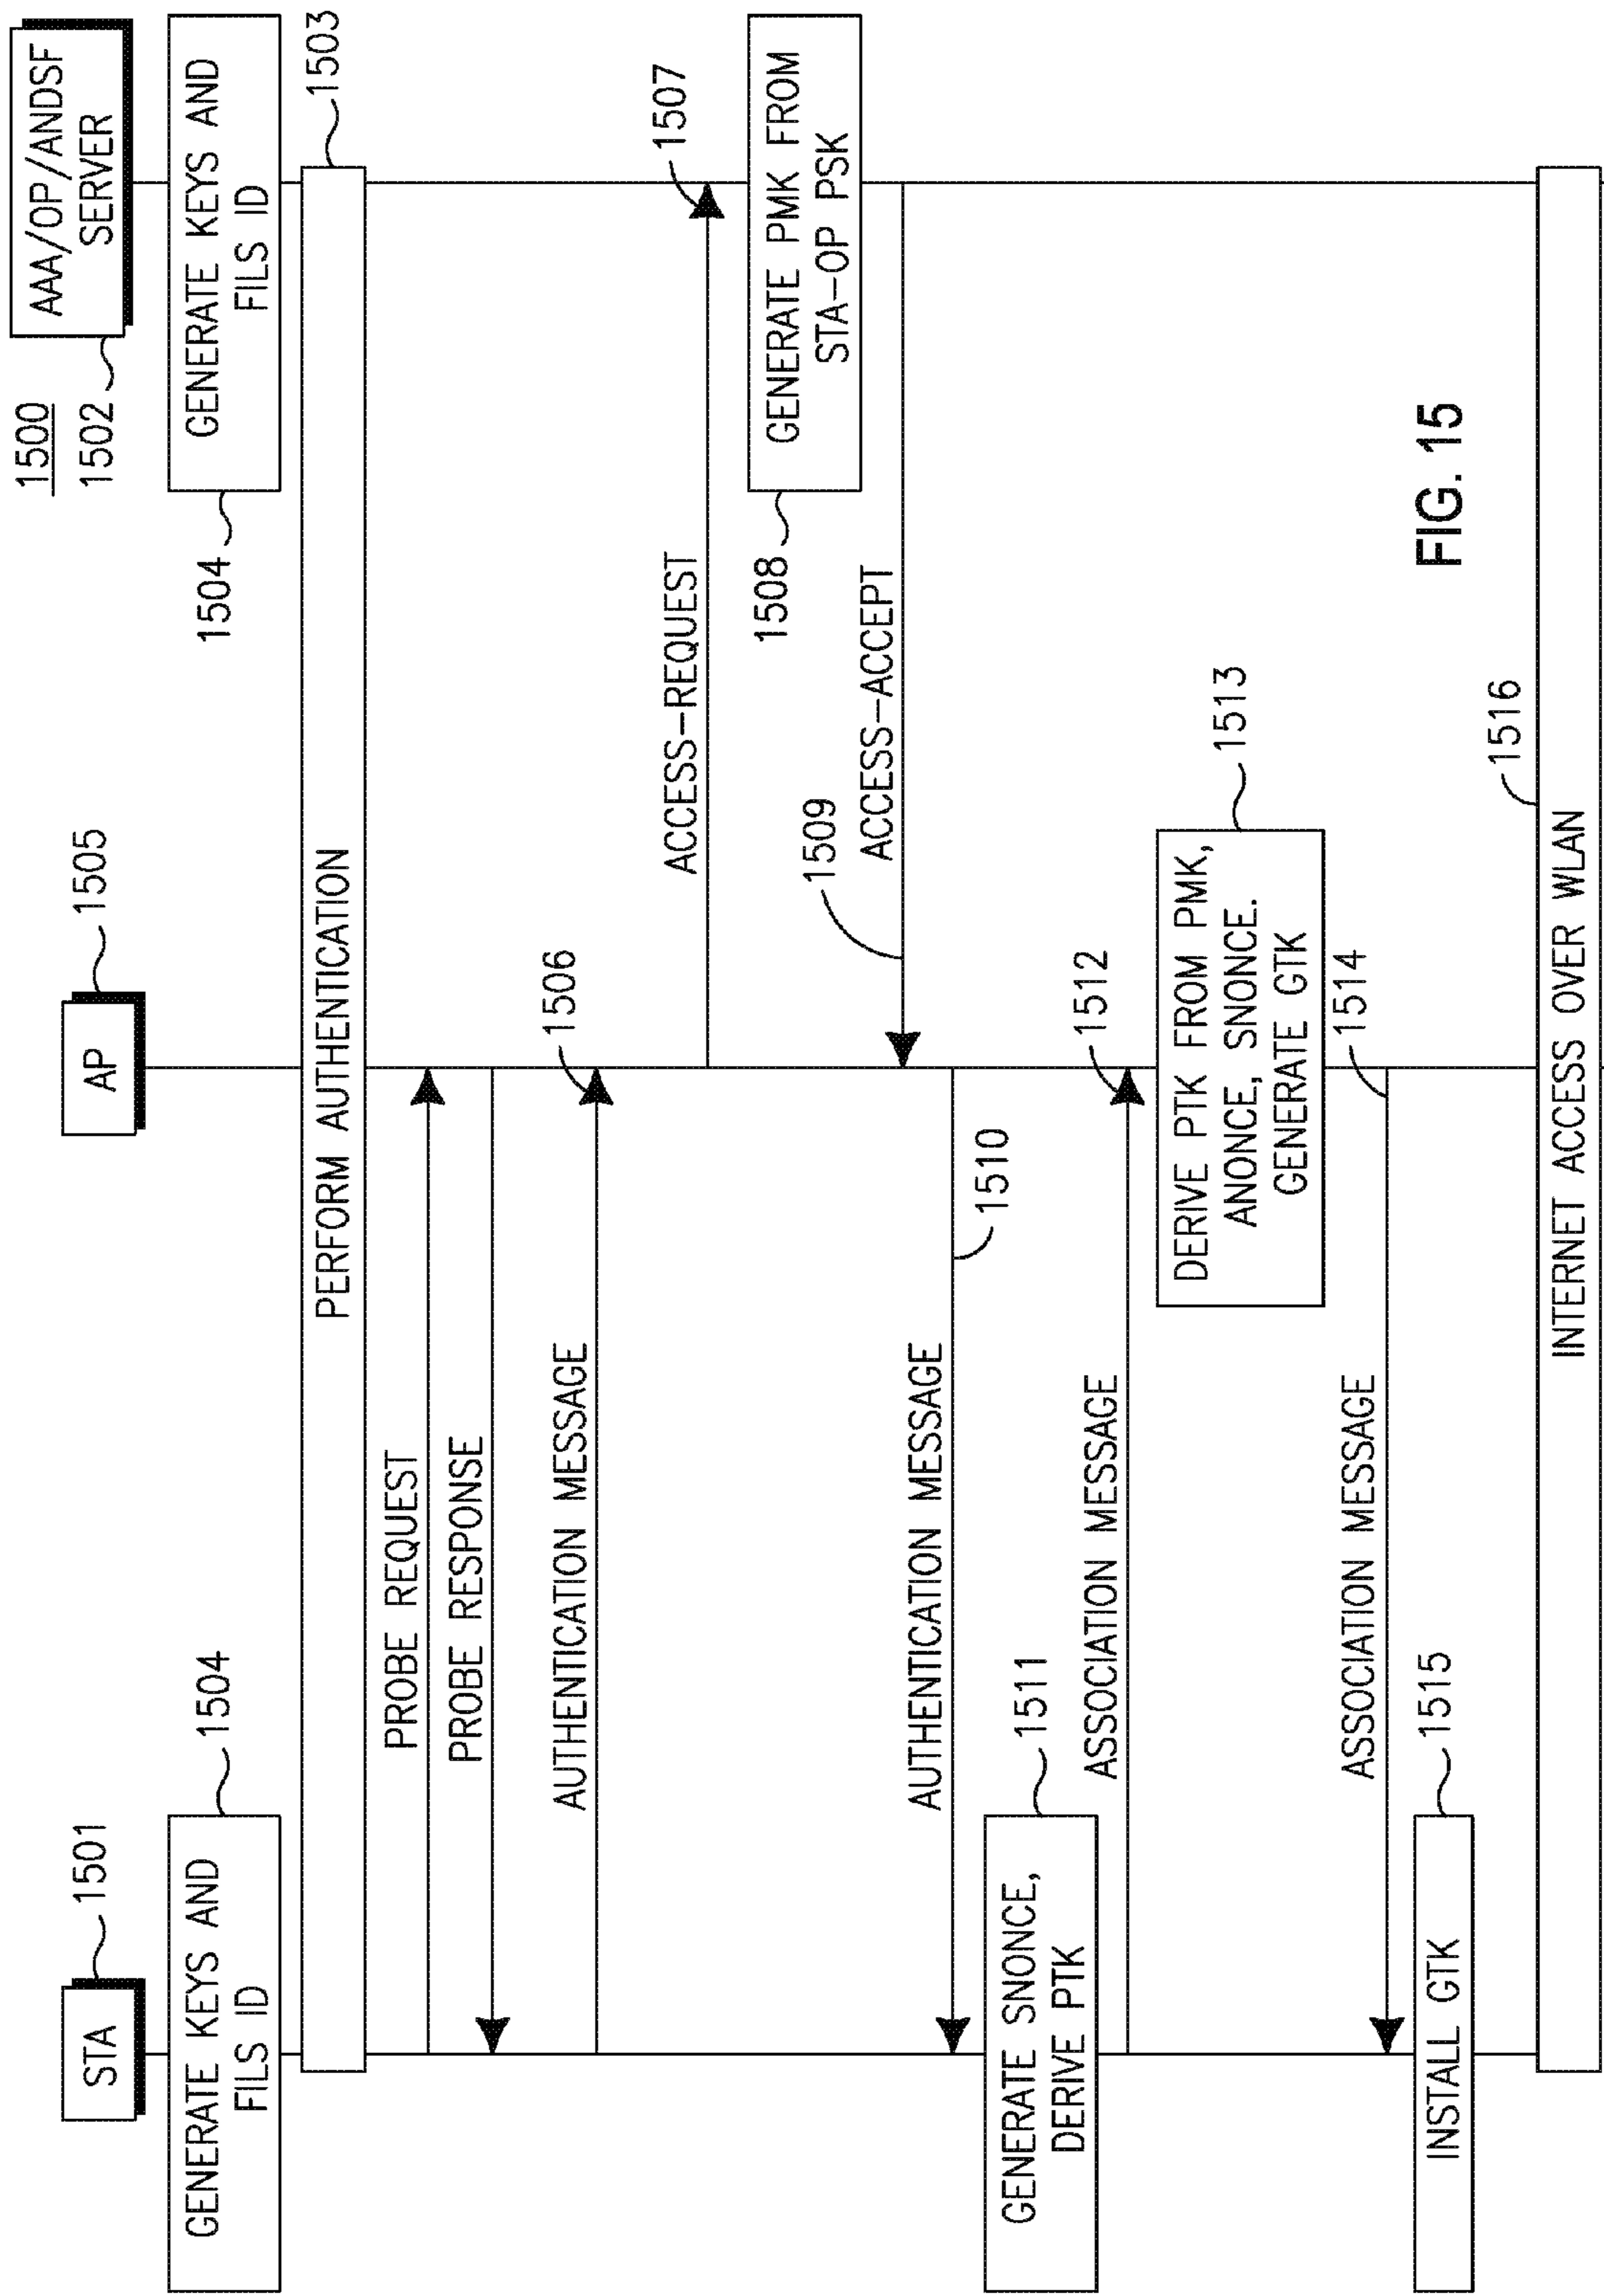 1500
STA
1501
AP
1505
AAA/OP/ANDSF
SERVER
1502
GENERATE KEYS AND
FILS ID
1504
1504
GENERATE KEYS AND
FILS ID
PERFORM AUTHENTICATION
1503
PROBE REQUEST
PROBE RESPONSE
AUTHENTICATION MESSAGE
1506
ACCESS-REQUEST
1507
1508
GENERATE PMK FROM
STA-OP PSK
1509
ACCESS-ACCEPT
AUTHENTICATION MESSAGE
1510
GENERATE SNONCE,
DERIVE PTK
1511
ASSOCIATION MESSAGE
1512
DERIVE PTK FROM PMK,
ANONCE, SNONCE.
GENERATE GTK
1513
ASSOCIATION MESSAGE
1514
INSTALL GTK
1515
1516
INTERNET ACCESS OVER WLAN
FIG. 15